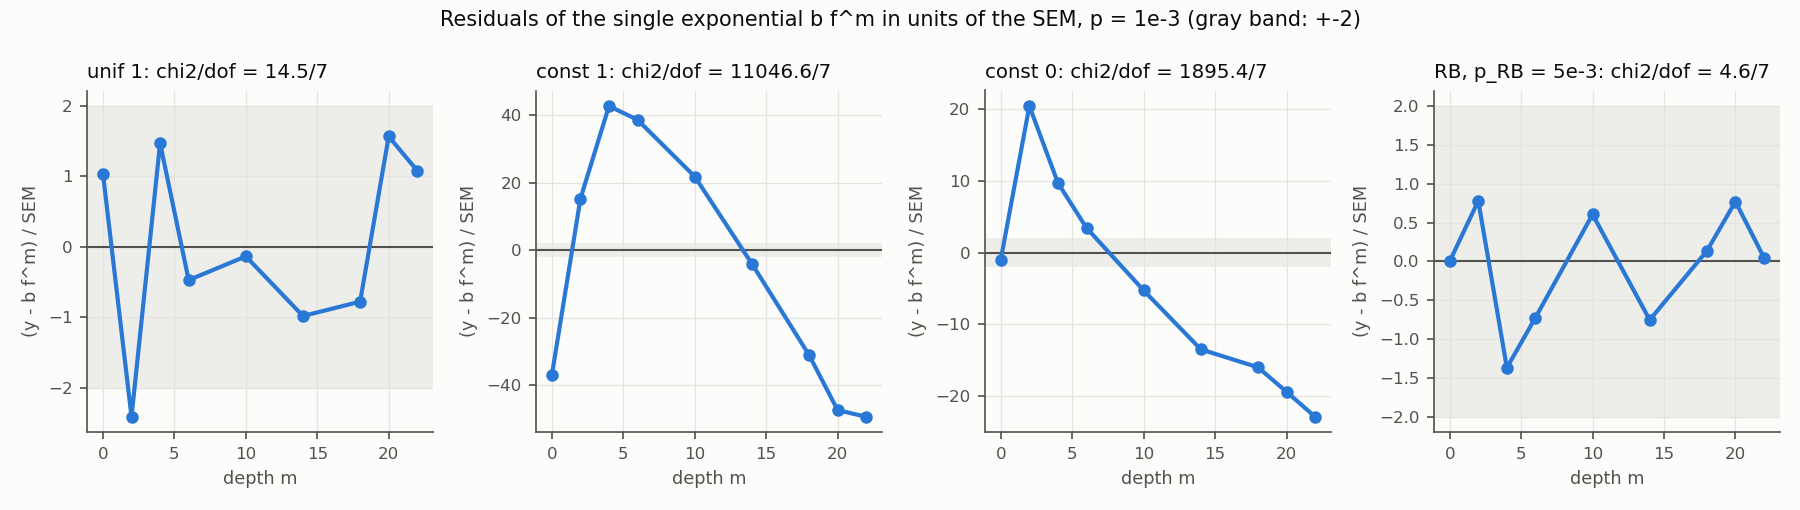 Residuals of the single exponential b f^m in units of the SEM, p = 1e-3 (gray band: +-2)
unif 1: chi2/dof = 14.5/7
(y - b f^m) / SEM
2
1
0
−1
−2
0 5 10 15 20
depth m
const 1: chi2/dof = 11046.6/7
(y - b f^m) / SEM
40
20
0
−20
−40
0 5 10 15 20
depth m
const 0: chi2/dof = 1895.4/7
(y - b f^m) / SEM
20
10
0
−10
−20
0 5 10 15 20
depth m
RB, p_RB = 5e-3: chi2/dof = 4.6/7
(y - b f^m) / SEM
2.0
1.5
1.0
0.5
0.0
−0.5
−1.0
−1.5
−2.0
0 5 10 15 20
depth m